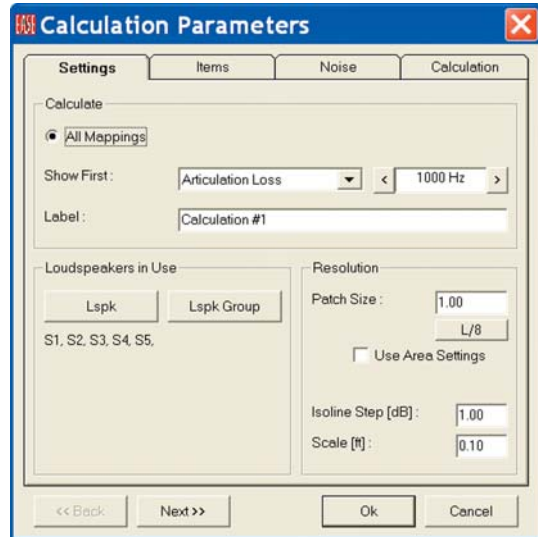 EASE Calculation Parameters
Settings Items Noise Calculation
Calculate
All Mappings
Show First : Articulation Loss < 1000 Hz >
Label : Calculation #1
Loudspeakers in Use
Lspk Lspk Group
S1, S2, S3, S4, S5,
Resolution
Patch Size : 1.00
L/8
Use Area Settings
Isoline Step [dB] : 1.00
Scale [ft] : 0.10
<< Back Next >> Ok Cancel